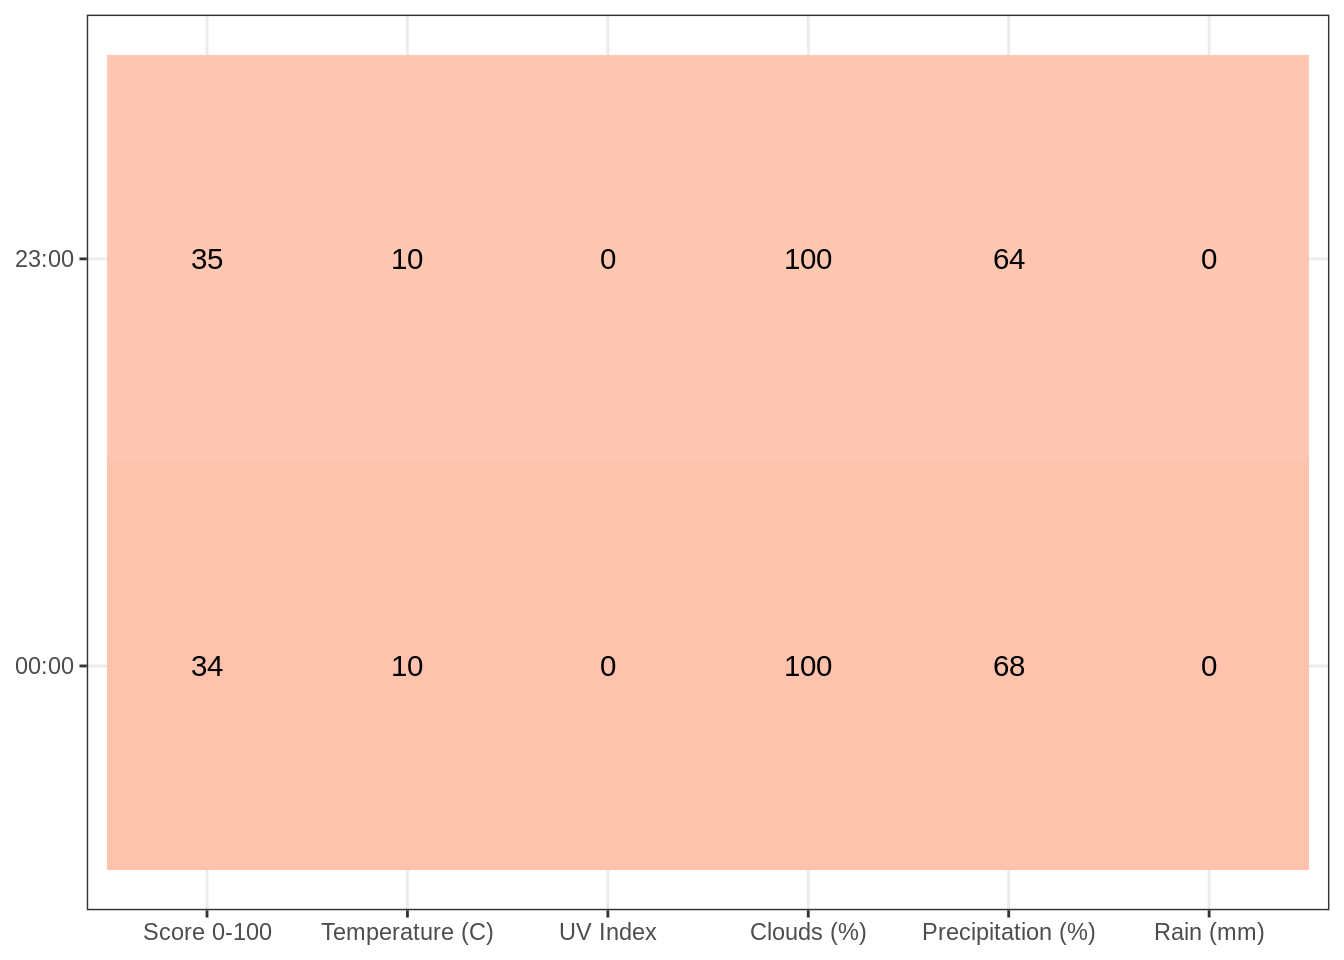 23:00 35 10 0 100 64 0
00:00 34 10 0 100 68 0
Score 0-100 Temperature (C) UV Index Clouds (%) Precipitation (%) Rain (mm)